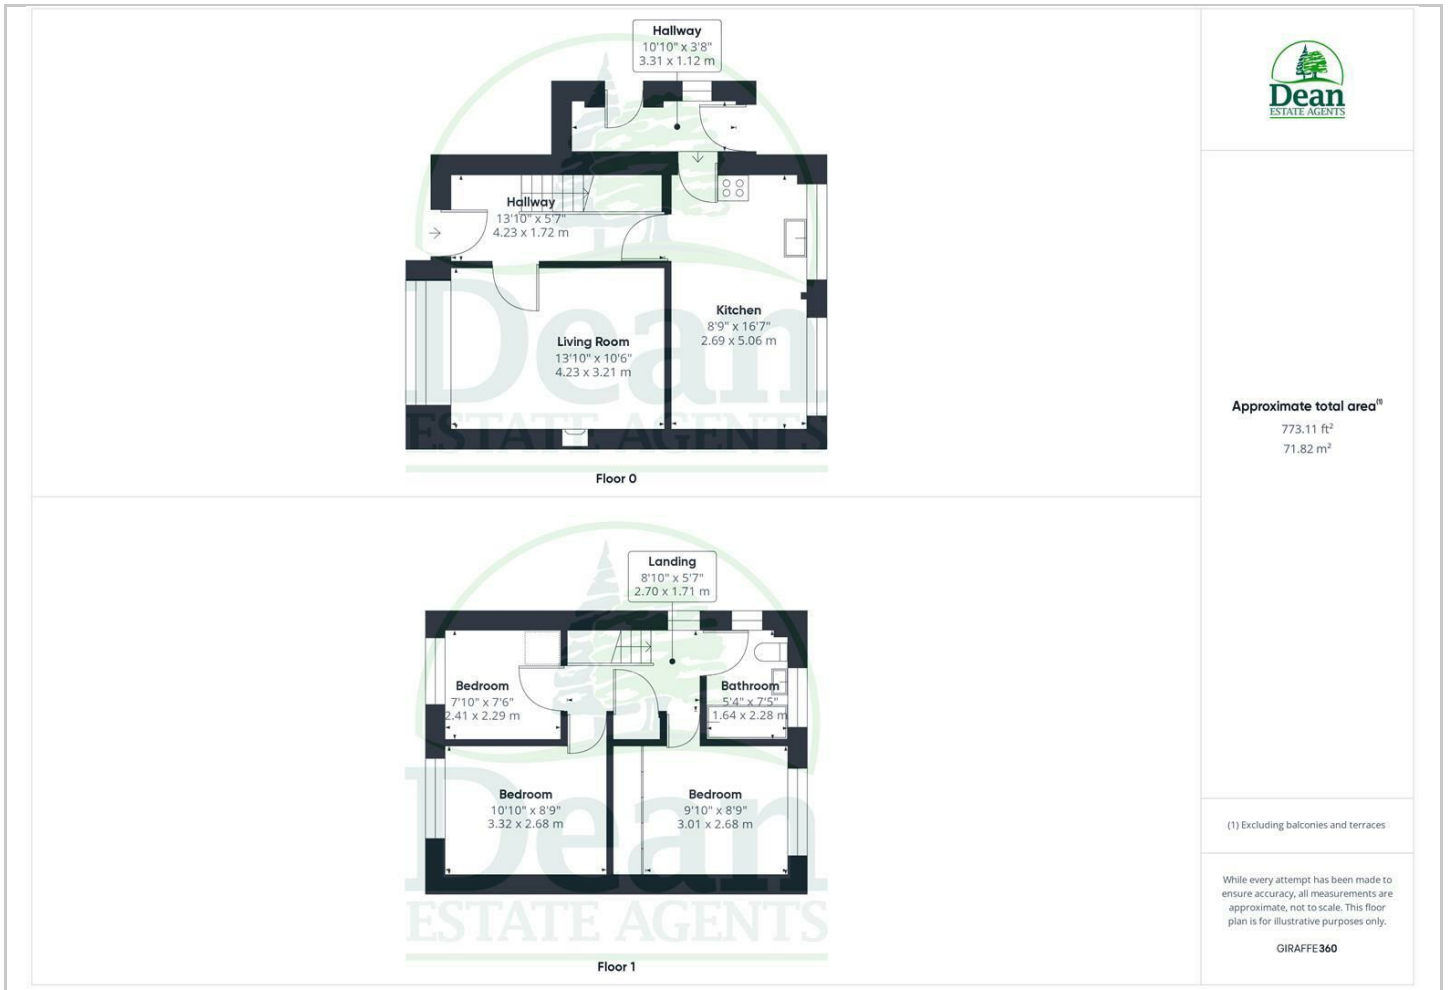 Hallway
10'10" x 3'8"
3.31 x 1.12 m
Hallway
13'10" x 5'7"
4.23 x 1.72 m
Living Room
13'10" x 10'6"
4.23 x 3.21 m
Kitchen
8'9" x 16'7"
2.69 x 5.06 m
Dean
ESTATE AGENTS
Floor 0
Landing
8'10" x 5'7"
2.70 x 1.71 m
Bedroom
7'10" x 7'6"
2.41 x 2.29 m
Bathroom
5'4" x 7'5"
1.64 x 2.28 m
Bedroom
10'10" x 8'9"
3.32 x 2.68 m
Bedroom
9'10" x 8'9"
3.01 x 2.68 m
Dean
ESTATE AGENTS
Floor 1
Dean
ESTATE AGENTS
Approximate total area(1)
773.11 ft²
71.82 m²
(1) Excluding balconies and terraces
While every attempt has been made to
ensure accuracy, all measurements are
approximate, not to scale. This floor
plan is for illustrative purposes only.
GIRAFFE360